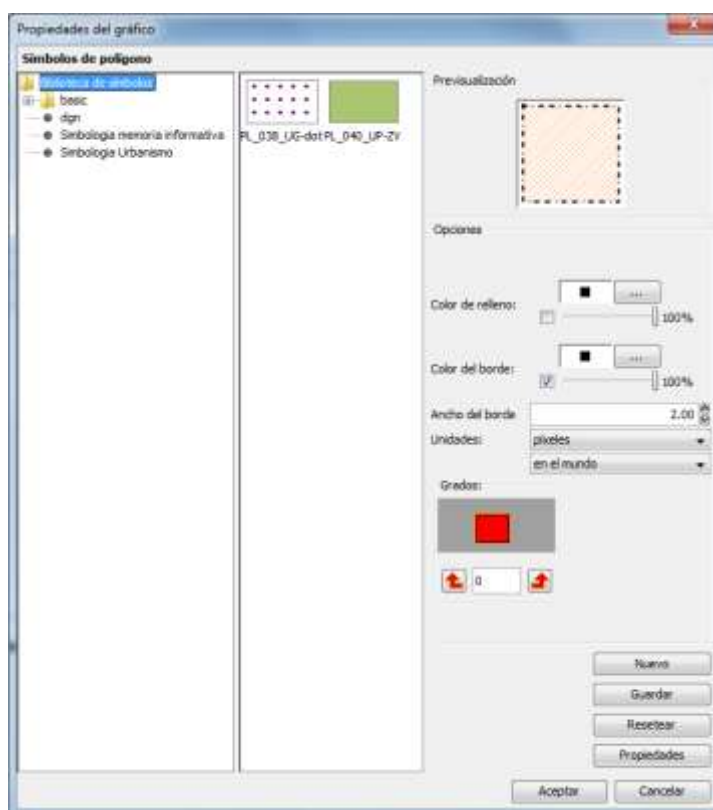 Propiedades del gráfico
Símbolos de polígono
Biblioteca de símbolos
basic
dgn
Simbologia memoria informativa
Simbologia Urbanismo
PL_038_UG-dot
PL_040_UP-ZV
Previsualización
Opciones
Color de relleno:
...
100%
Color del borde:
...
100%
Ancho del borde
2.00
Unidades:
píxeles
en el mundo
Grados:
0
Nuevo
Guardar
Resetear
Propiedades
Aceptar
Cancelar